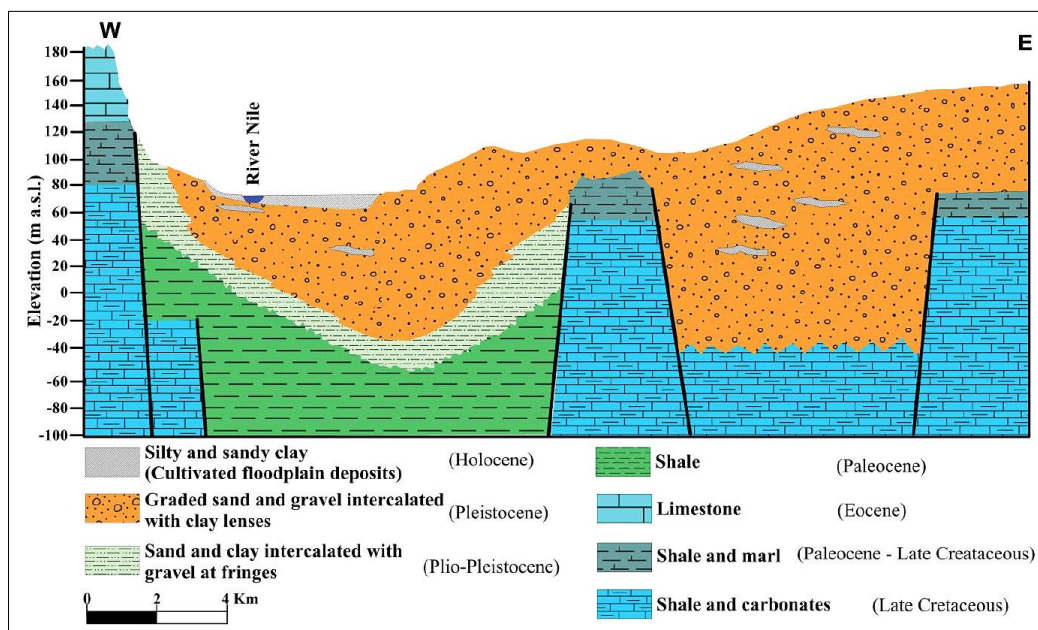 W
E
180
160
140
120
100
80
60
40
20
0
-20
-40
-60
-80
-100
Elevation (m a.s.l.)
River Nile
Silty and sandy clay
(Cultivated floodplain deposits)
(Holocene)
Graded sand and gravel intercalated
with clay lenses
(Pleistocene)
Sand and clay intercalated with
gravel at fringes
(Plio-Pleistocene)
0 2 4 Km
Shale
(Paleocene)
Limestone
(Eocene)
Shale and marl
(Paleocene - Late Creataceous)
Shale and carbonates
(Late Cretaceous)